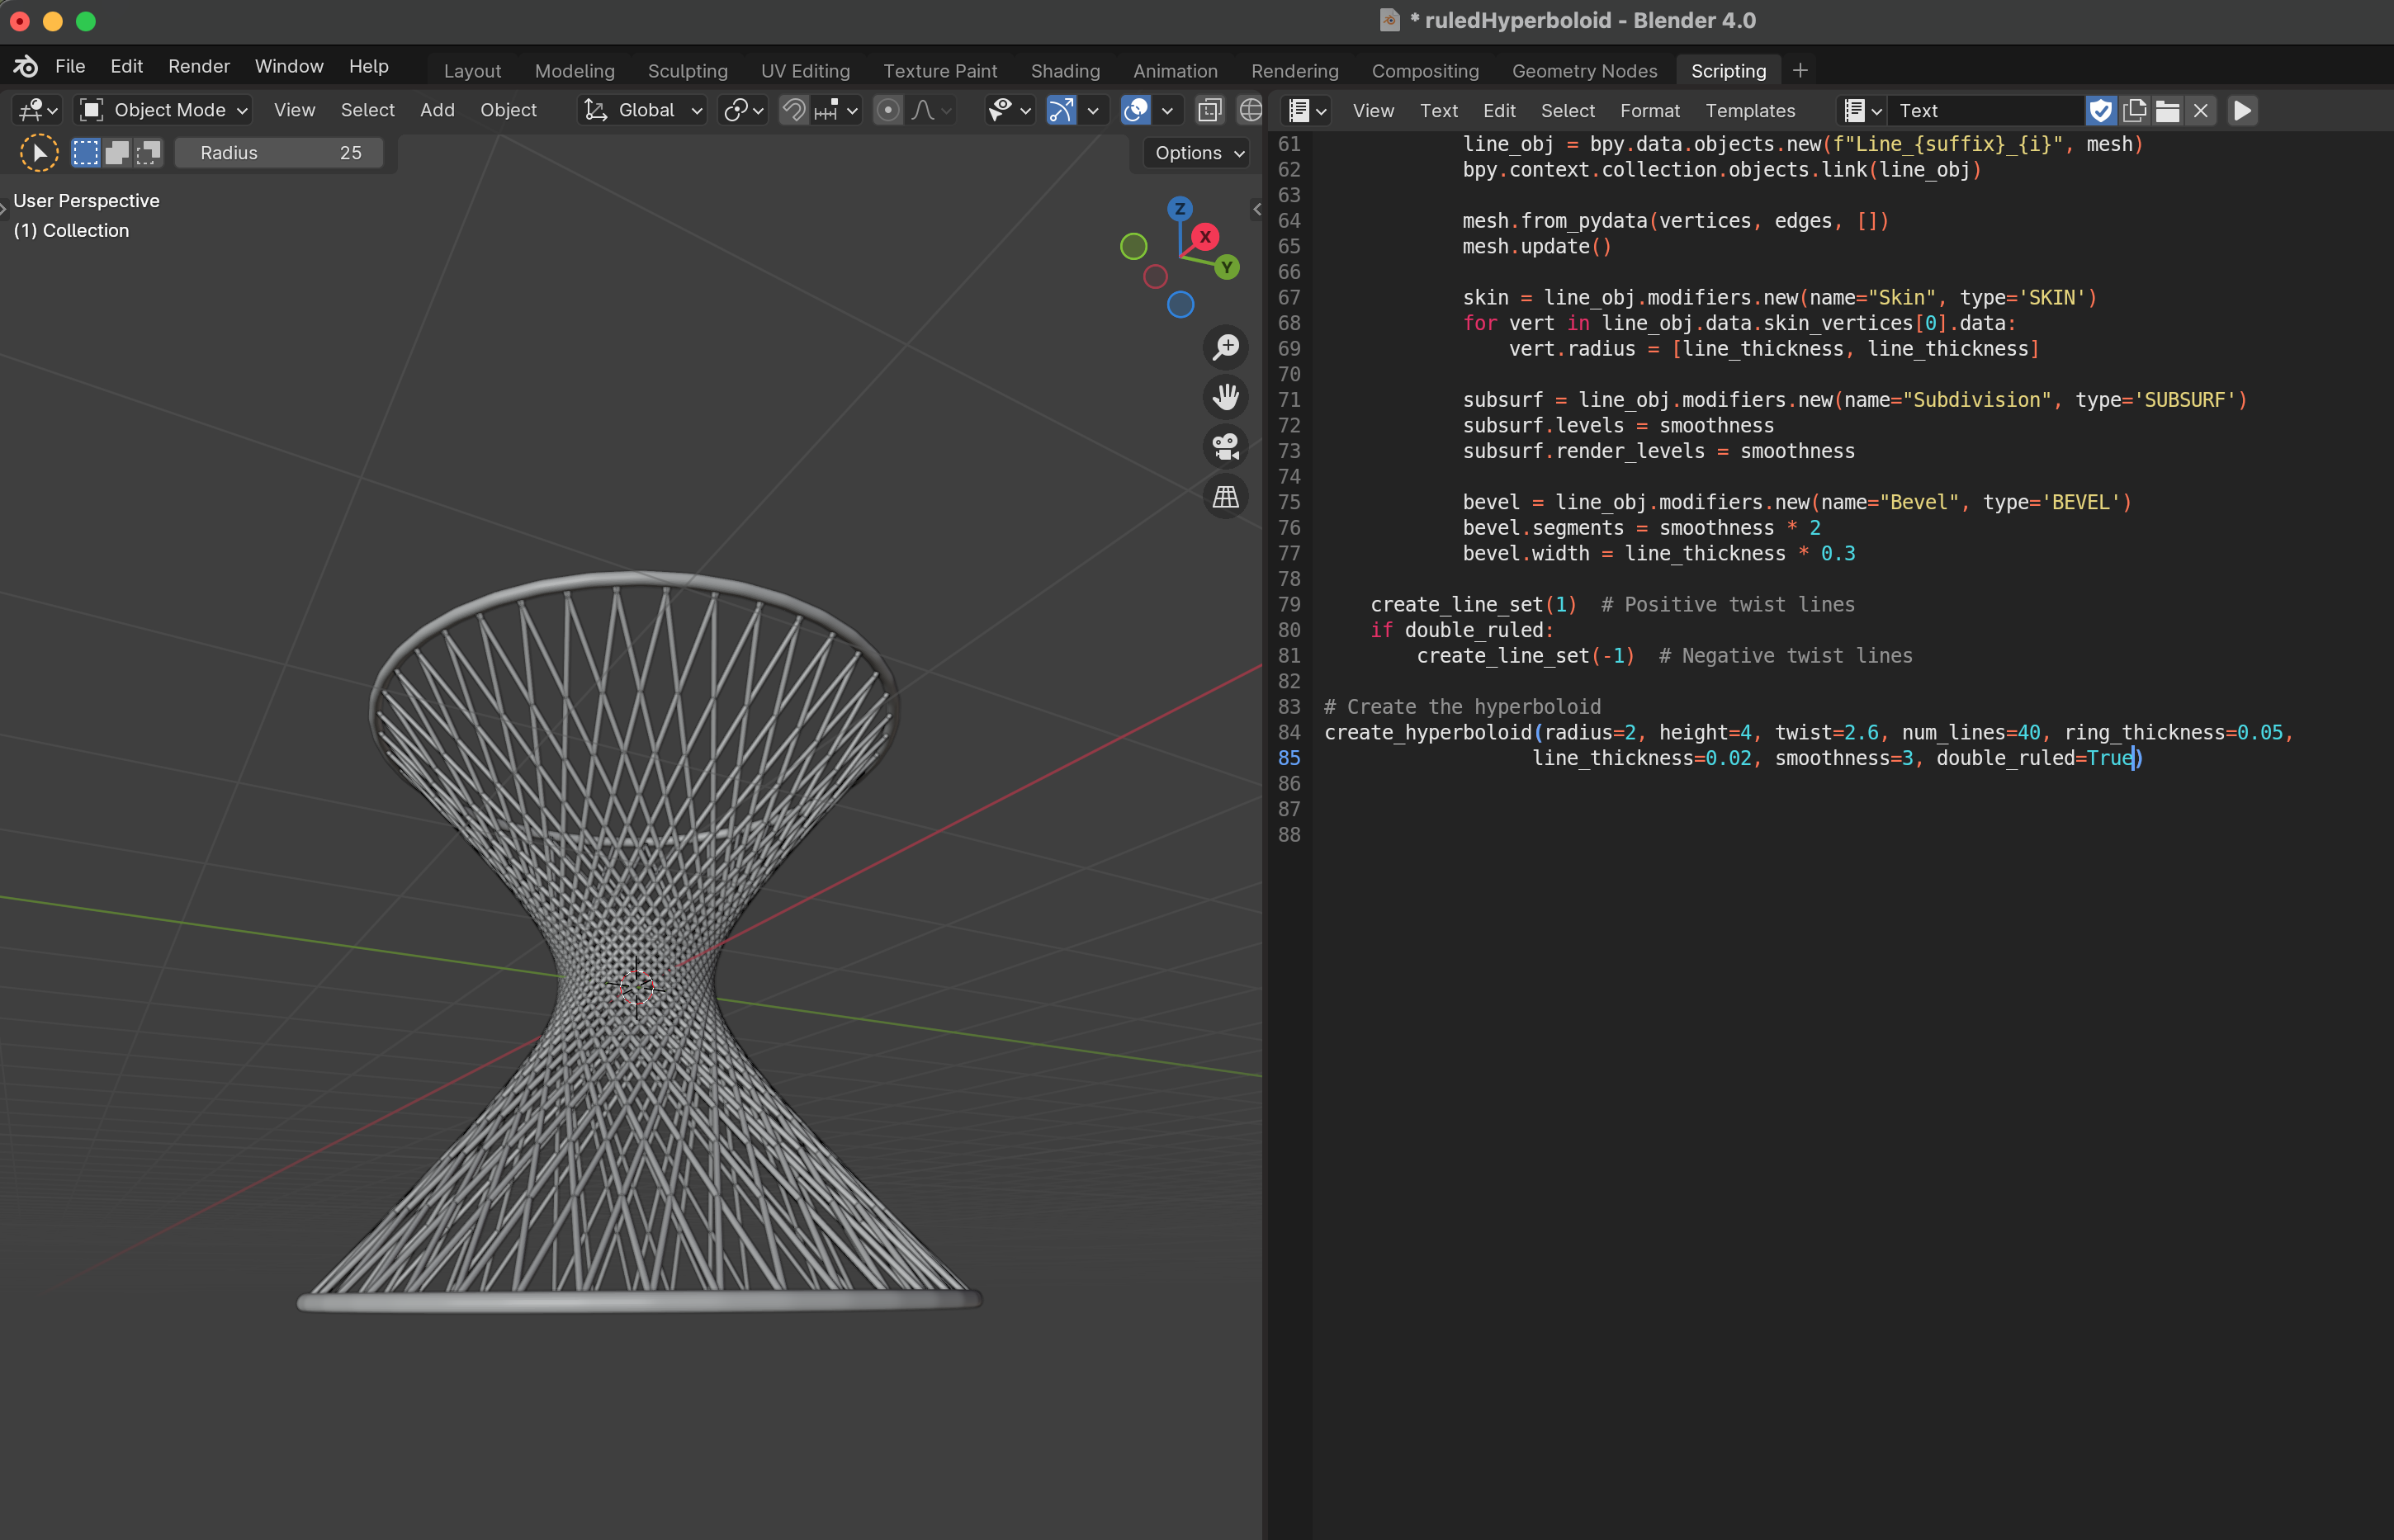 * ruledHyperboloid - Blender 4.0
File Edit Render Window Help Layout Modeling Sculpting UV Editing Texture Paint Shading Animation Rendering Compositing Geometry Nodes Scripting +
Object Mode View Select Add Object Global
Radius 25 Options
User Perspective
(1) Collection
Z
X
Y
View Text Edit Select Format Templates Text
61 line_obj = bpy.data.objects.new(f"Line_{suffix}_{i}", mesh)
62 bpy.context.collection.objects.link(line_obj)
63
64 mesh.from_pydata(vertices, edges, [])
65 mesh.update()
66
67 skin = line_obj.modifiers.new(name="Skin", type='SKIN')
68 for vert in line_obj.data.skin_vertices[0].data:
69 vert.radius = [line_thickness, line_thickness]
70
71 subsurf = line_obj.modifiers.new(name="Subdivision", type='SUBSURF')
72 subsurf.levels = smoothness
73 subsurf.render_levels = smoothness
74
75 bevel = line_obj.modifiers.new(name="Bevel", type='BEVEL')
76 bevel.segments = smoothness * 2
77 bevel.width = line_thickness * 0.3
78
79 create_line_set(1)  # Positive twist lines
80 if double_ruled:
81 create_line_set(-1)  # Negative twist lines
82
83 # Create the hyperboloid
84 create_hyperboloid(radius=2, height=4, twist=2.6, num_lines=40, ring_thickness=0.05,
85 line_thickness=0.02, smoothness=3, double_ruled=True)
86
87
88